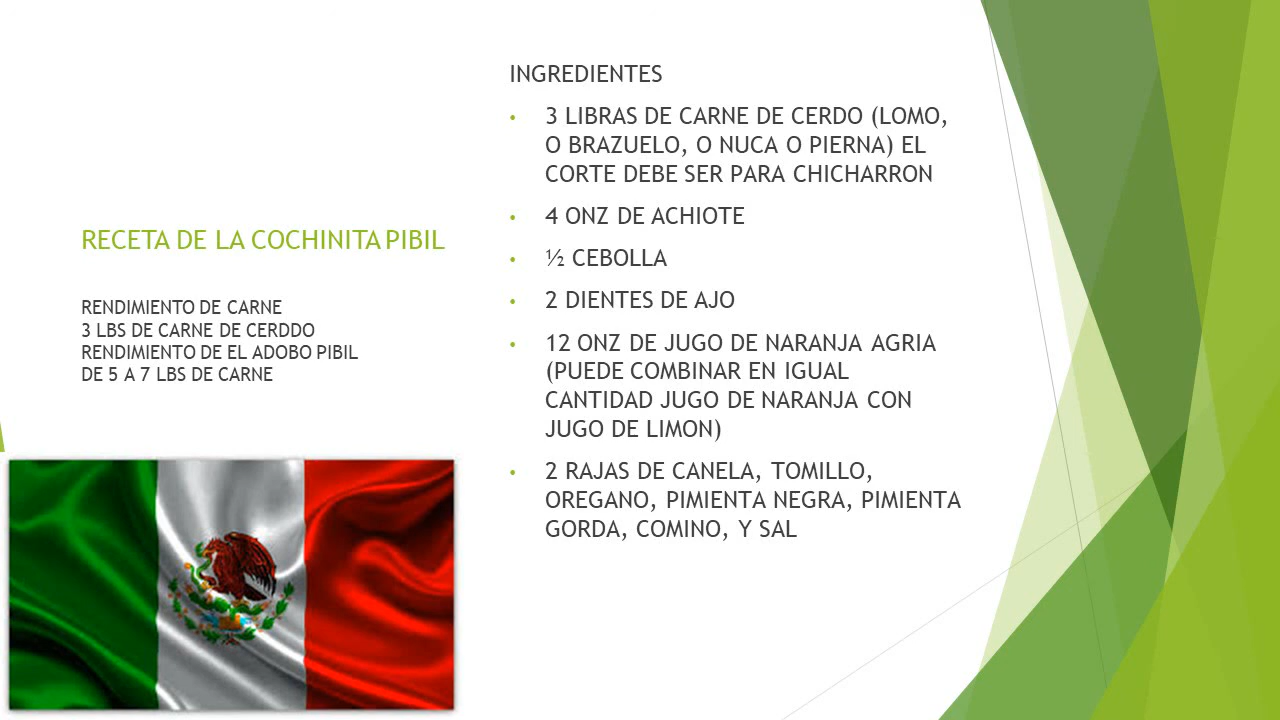 RECETA DE LA COCHINITA PIBIL
RENDIMIENTO DE CARNE
3 LBS DE CARNE DE CERDDO
RENDIMIENTO DE EL ADOBO PIBIL
DE 5 A 7 LBS DE CARNE
INGREDIENTES
• 3 LIBRAS DE CARNE DE CERDO (LOMO,
O BRAZUELO, O NUCA O PIERNA) EL
CORTE DEBE SER PARA CHICHARRON
• 4 ONZ DE ACHIOTE
• ½ CEBOLLA
• 2 DIENTES DE AJO
• 12 ONZ DE JUGO DE NARANJA AGRIA
(PUEDE COMBINAR EN IGUAL
CANTIDAD JUGO DE NARANJA CON
JUGO DE LIMON)
• 2 RAJAS DE CANELA, TOMILLO,
OREGANO, PIMIENTA NEGRA, PIMIENTA
GORDA, COMINO, Y SAL